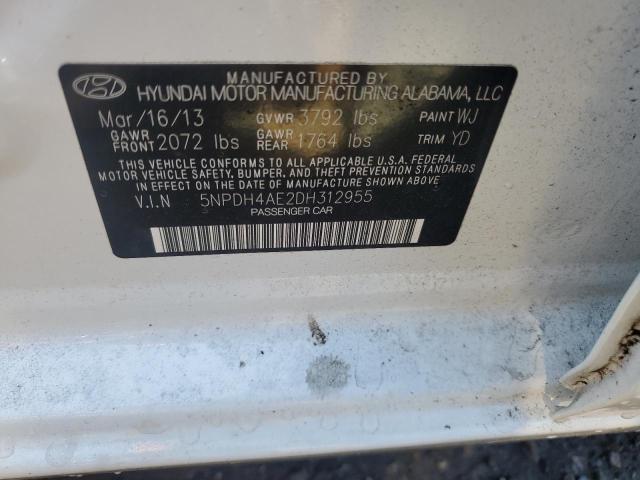 MANUFACTURED BY
HYUNDAI MOTOR MANUFACTURING ALABAMA, LLC
Mar/16/13 GVWR 3792 lbs PAINT WJ
GAWR FRONT 2072 lbs GAWR REAR 1764 lbs TRIM YD
THIS VEHICLE CONFORMS TO ALL APPLICABLE U.S.A. FEDERAL
MOTOR VEHICLE SAFETY, BUMPER, AND THEFT PREVENTION STANDARDS
IN EFFECT ON THE DATE OF MANUFACTURE SHOWN ABOVE.
V.I.N 5NPDH4AE2DH312955
PASSENGER CAR